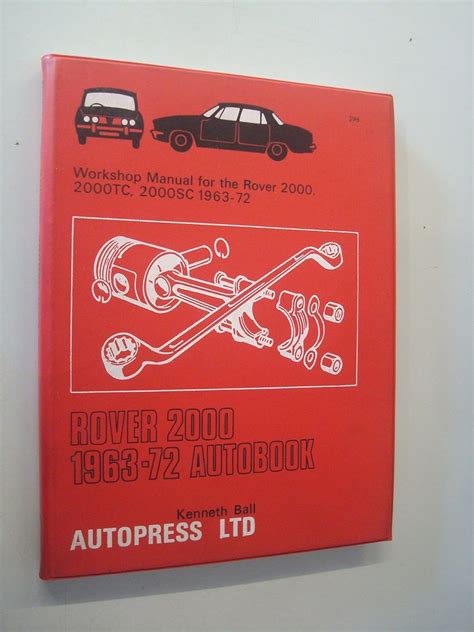 296
Workshop Manual for the Rover 2000,
2000TC, 2000SC 1963-72
ROVER 2000
1963-72 AUTOBOOK
Kenneth Ball
AUTOPRESS LTD